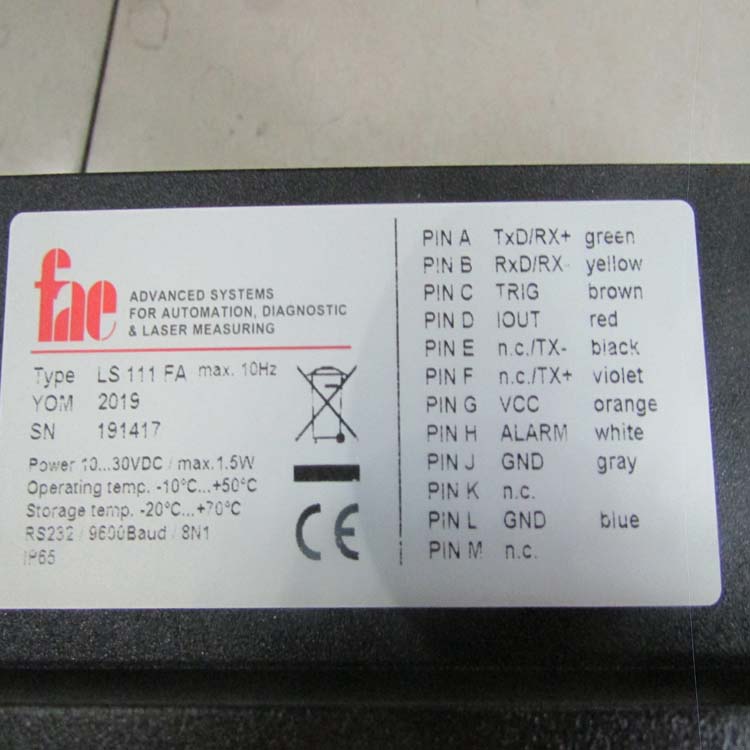 fae
ADVANCED SYSTEMS
FOR AUTOMATION, DIAGNOSTIC
& LASER MEASURING
Type LS 111 FA max. 10Hz
YOM 2019
SN 191417
Power 10...30VDC / max.1.5W
Operating temp. -10°C...+50°C
Storage temp. -20°C...+70°C
RS232 / 9600Baud / 8N1
IP65
CE
PIN A TxD/RX+ green
PIN B RxD/RX- yellow
PIN C TRIG brown
PIN D IOUT red
PIN E n.c./TX- black
PIN F n.c./TX+ violet
PIN G VCC orange
PIN H ALARM white
PIN J GND gray
PIN K n.c.
PIN L GND blue
PIN M n.c.